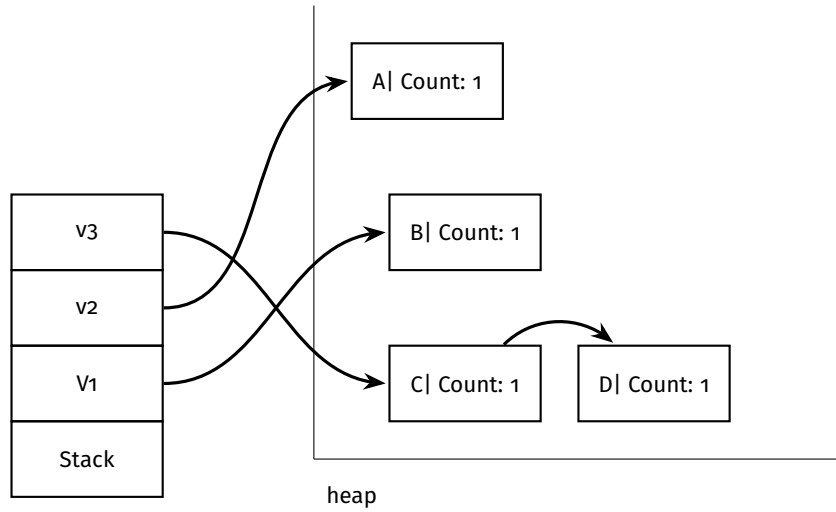 A| Count: 1
v3
B| Count: 1
v2
V1
C| Count: 1
D| Count: 1
Stack
heap